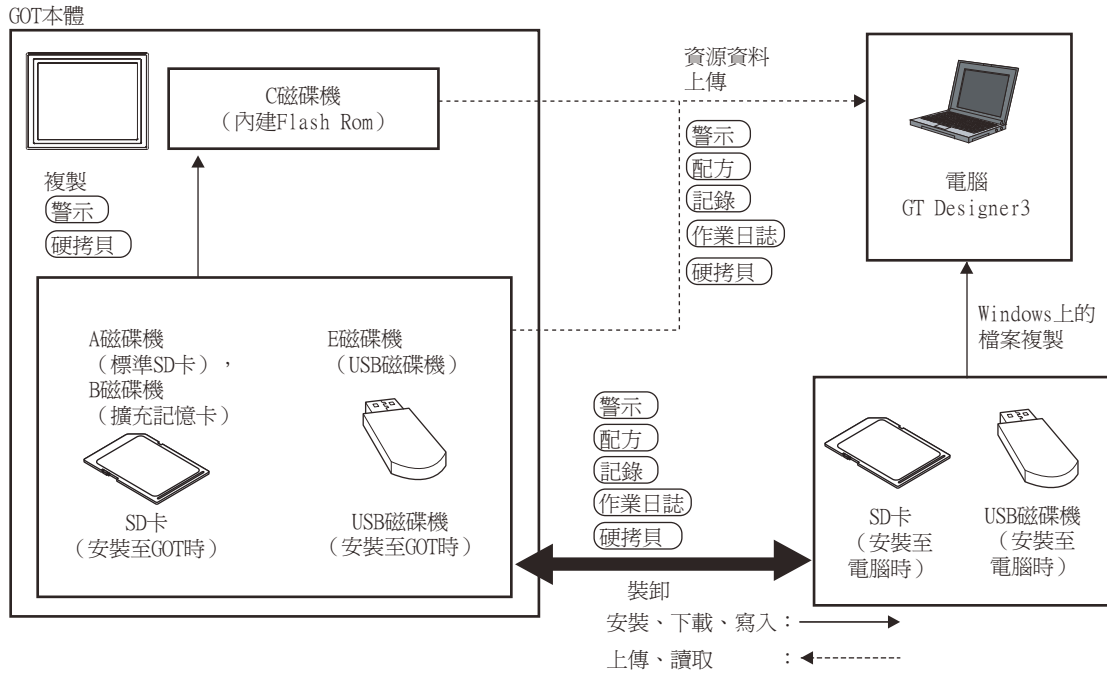 GOT本體
C磁碟機
（內建Flash Rom）
複製
警示
硬拷貝
A磁碟機
（標準SD卡），
B磁碟機
（擴充記憶卡）
SD卡
（安裝至GOT時）
E磁碟機
（USB磁碟機）
USB磁碟機
（安裝至GOT時）
資源資料
上傳
警示
配方
記錄
作業日誌
硬拷貝
電腦
GT Designer3
Windows上的
檔案複製
警示
配方
記錄
作業日誌
硬拷貝
裝卸
SD卡
（安裝至
電腦時）
USB磁碟機
（安裝至
電腦時）
安裝、下載、寫入：
上傳、讀取　　　：